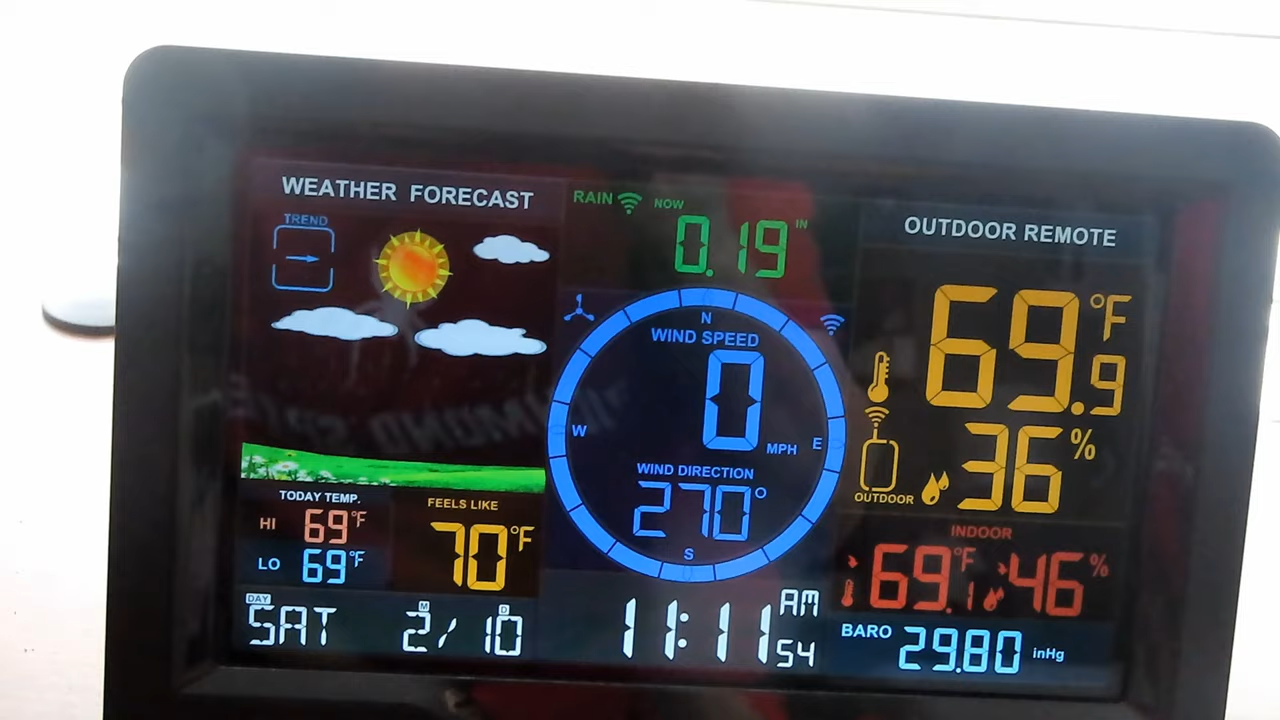 WEATHER FORECAST
TREND
RAIN NOW
0.19 IN
OUTDOOR REMOTE
69.9 °F
36 %
OUTDOOR
N
WIND SPEED
0 MPH
W
E
WIND DIRECTION
270°
S
TODAY TEMP.
HI 69°F
LO 69°F
FEELS LIKE
70°F
INDOOR
69.1 °F 46 %
DAY
SAT
M D
2/10
11:11 AM
54
BARO 29.80 inHg